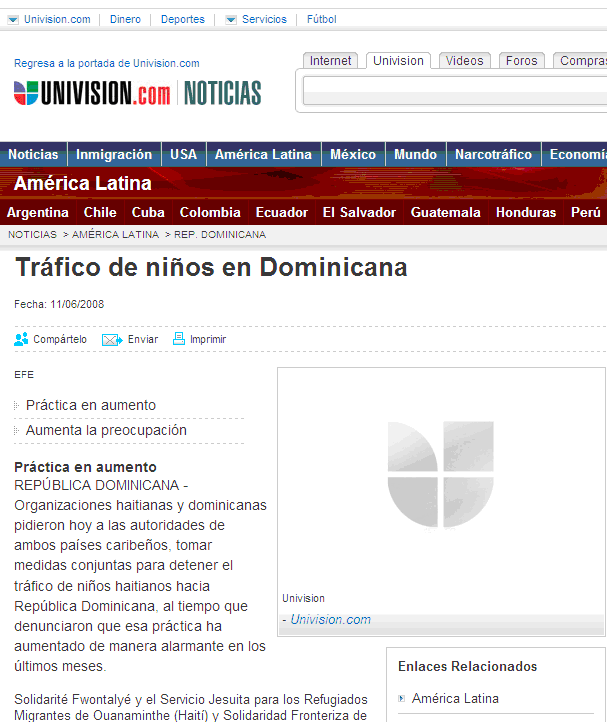 Univision.com Dinero Deportes Servicios Fútbol
Regresa a la portada de Univision.com
UNIVISION.com NOTICIAS
Internet Univision Videos Foros Compras
Noticias Inmigración USA América Latina México Mundo Narcotráfico Economí
América Latina
Argentina Chile Cuba Colombia Ecuador El Salvador Guatemala Honduras Perú
NOTICIAS > AMÉRICA LATINA > REP. DOMINICANA
Tráfico de niños en Dominicana
Fecha: 11/06/2008
Compártelo Enviar Imprimir
EFE
Práctica en aumento
Aumenta la preocupación
Práctica en aumento
REPÚBLICA DOMINICANA -
Organizaciones haitianas y dominicanas
pidieron hoy a las autoridades de
ambos países caribeños, tomar
medidas conjuntas para detener el
tráfico de niños haitianos hacia
República Dominicana, al tiempo que
denunciaron que esa práctica ha
aumentado de manera alarmante en los
últimos meses.
Univision
- Univision.com
Solidarité Fwontalyé y el Servicio Jesuita para los Refugiados
Migrantes de Ouanaminthe (Haití) y Solidaridad Fronteriza de
Enlaces Relacionados
América Latina